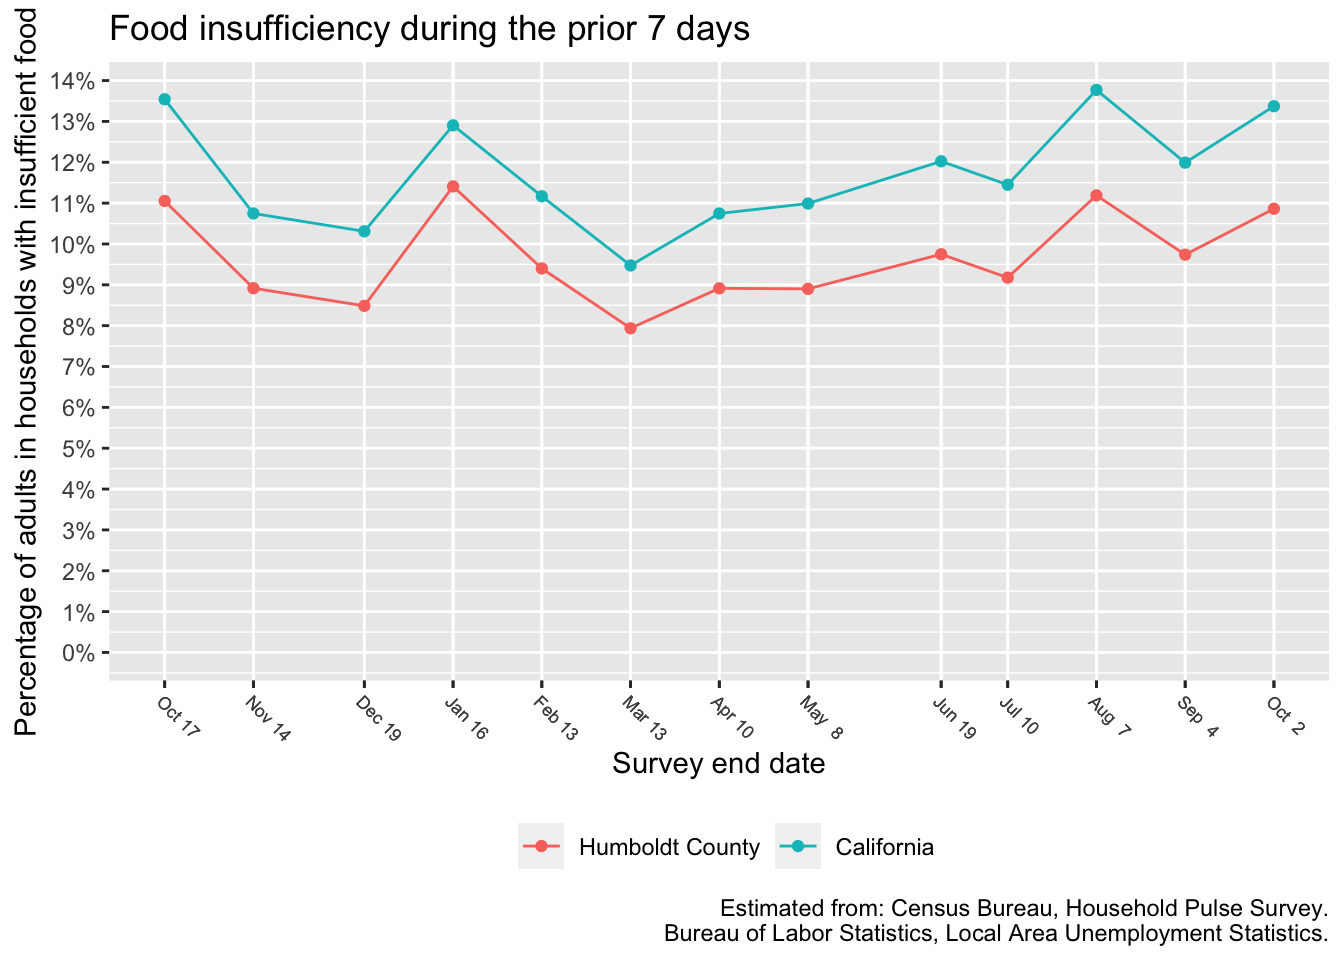 Food insufficiency during the prior 7 days
Percentage of adults in households with insufficient food
14%
13%
12%
11%
10%
9%
8%
7%
6%
5%
4%
3%
2%
1%
0%
Oct 17
Nov 14
Dec 19
Jan 16
Feb 13
Mar 13
Apr 10
May 8
Jun 19
Jul 10
Aug 7
Sep 4
Oct 2
Survey end date
Humboldt County
California
Estimated from: Census Bureau, Household Pulse Survey.
Bureau of Labor Statistics, Local Area Unemployment Statistics.